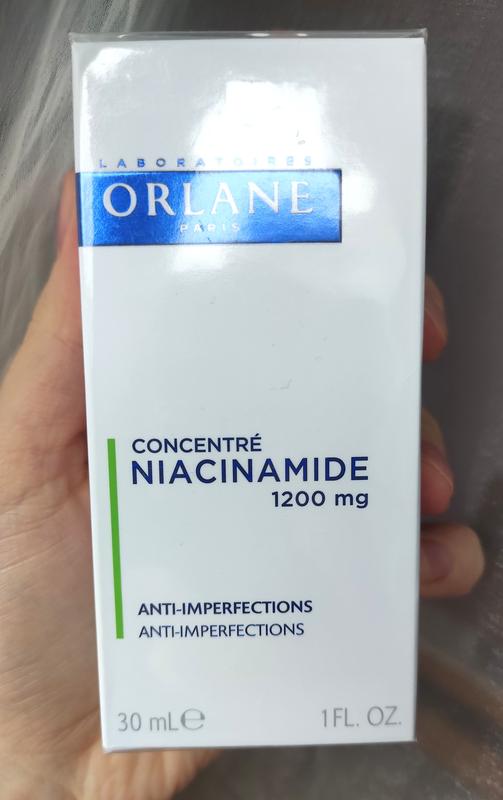 LABORATOIRES
ORLANE
PARIS
CONCENTRÉ
NIACINAMIDE
1200 mg
ANTI-IMPERFECTIONS
ANTI-IMPERFECTIONS
30 mL℮
1FL. OZ.